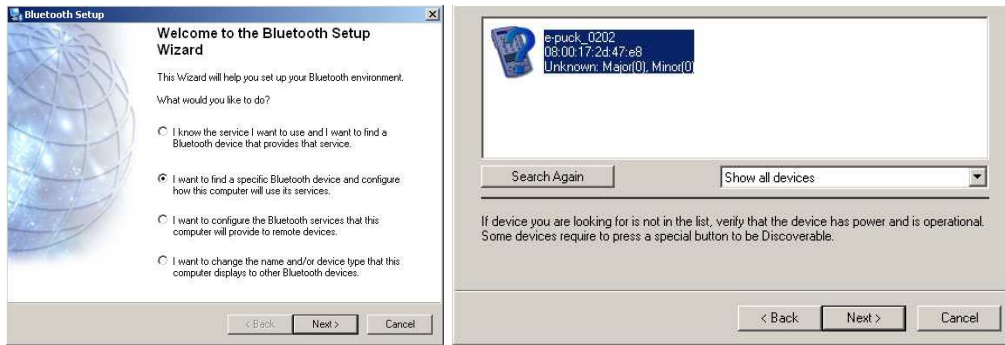 Bluetooth Setup
Welcome to the Bluetooth Setup
Wizard
This Wizard will help you set up your Bluetooth environment.
What would you like to do?
I know the service I want to use and I want to find a
Bluetooth device that provides that service.
I want to find a specific Bluetooth device and configure
how this computer will use its services.
I want to configure the Bluetooth services that this
computer will provide to remote devices.
I want to change the name and/or device type that this
computer displays to other Bluetooth devices.
< Back
Next >
Cancel
e-puck_0202
08:00:17:2d:47:e8
Unknown: Major(0), Minor(0)
Search Again
Show all devices
If device you are looking for is not in the list, verify that the device has power and is operational.
Some devices require to press a special button to be Discoverable.
< Back
Next >
Cancel